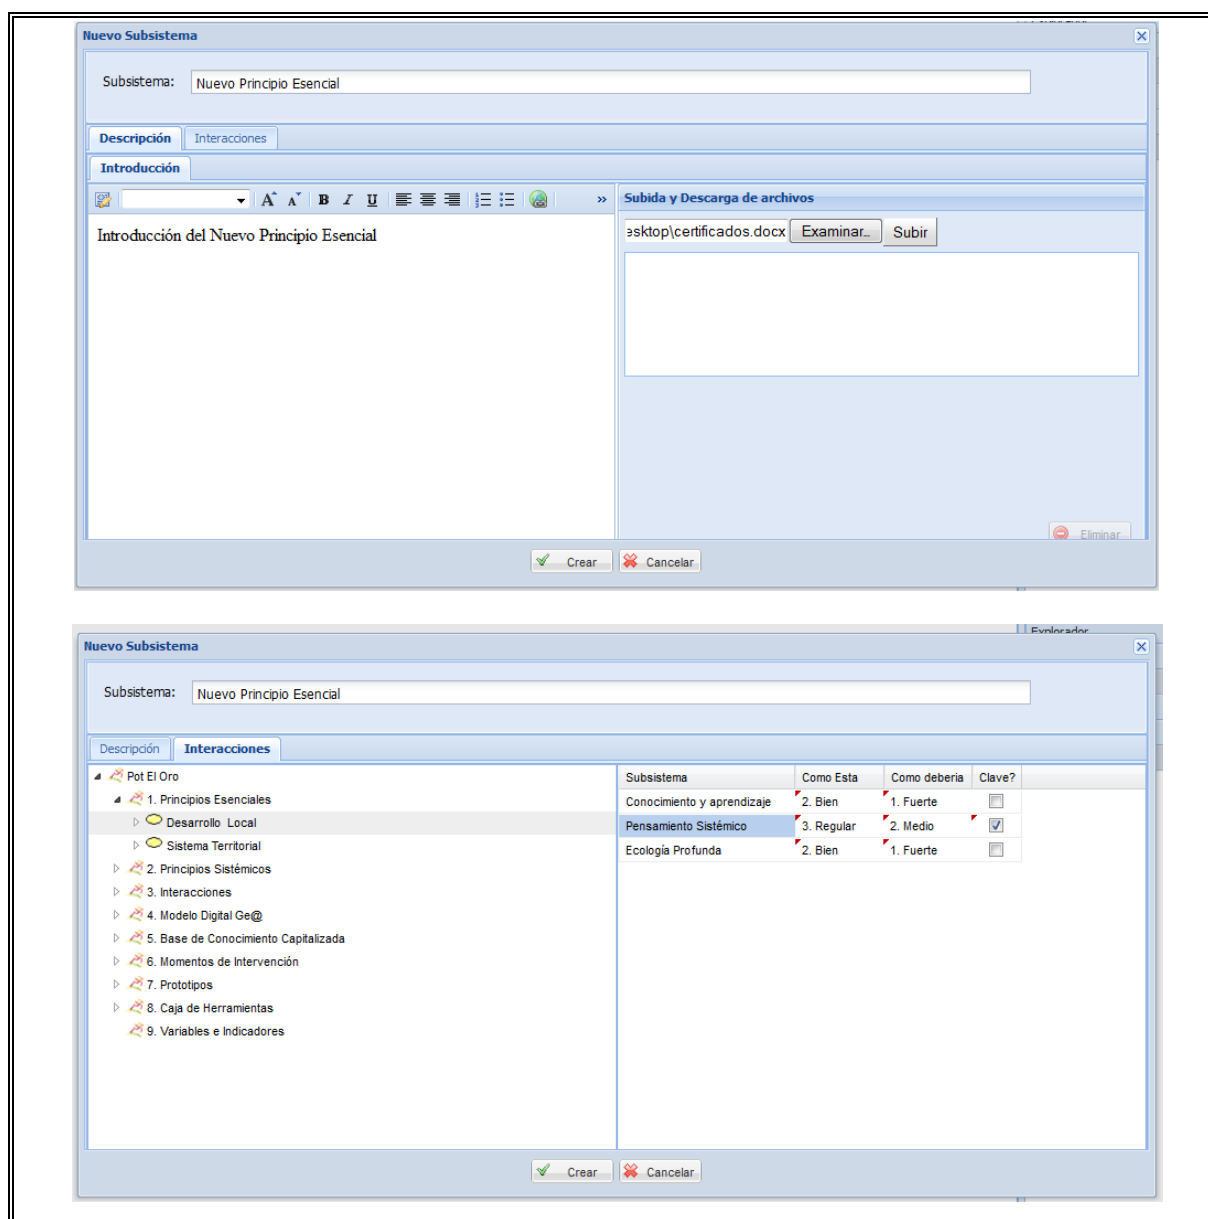 Nuevo Subsistema
Subsistema: Nuevo Principio Esencial
Descripción Interacciones
Introducción
A A B I U » Subida y Descarga de archivos
esktop\certificados.docx Examinar... Subir
Introducción del Nuevo Principio Esencial
Eliminar
Crear Cancelar
Explorador
Nuevo Subsistema
Subsistema: Nuevo Principio Esencial
Descripción Interacciones
Pot El Oro
1. Principios Esenciales
Desarrollo Local
Sistema Territorial
2. Principios Sistémicos
3. Interacciones
4. Modelo Digital Ge@
5. Base de Conocimiento Capitalizada
6. Momentos de Intervención
7. Prototipos
8. Caja de Herramientas
9. Variables e Indicadores
Subsistema Como Esta Como deberia Clave?
Conocimiento y aprendizaje 2. Bien 1. Fuerte
Pensamiento Sistémico 3. Regular 2. Medio
Ecología Profunda 2. Bien 1. Fuerte
Crear Cancelar